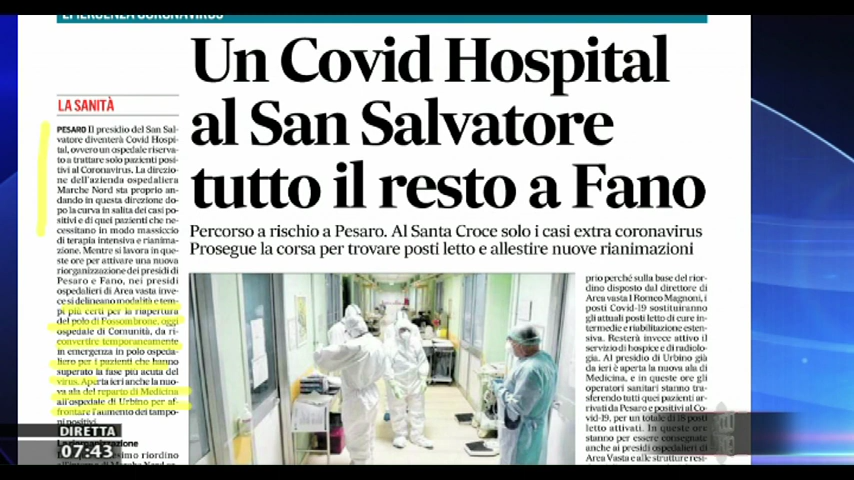 EMERGENZA CORONAVIRUS
Un Covid Hospital
al San Salvatore
tutto il resto a Fano
Percorso a rischio a Pesaro. Al Santa Croce solo i casi extra coronavirus
Prosegue la corsa per trovare posti letto e allestire nuove rianimazioni
LA SANITÀ
PESARO Il presidio del San Sal-
vatore diventerà Covid Hospi-
tal, ovvero un ospedale riserva-
to a trattare solo pazienti posi-
tivi al Coronavirus. La direzio-
ne dell'azienda ospedaliera
Marche Nord sta proprio an-
dando in questa direzione do-
po la curva in salita dei casi po-
sitivi e di quei pazienti che ne-
cessitano in modo massiccio
di terapia intensiva e rianima-
zione. Mentre si lavora in que-
ste ore per attivare una nuova
riorganizzazione dei presidi di
Pesaro e Fano, nei presidi
ospedalieri di Area vasta inve-
ce si delineano modalità e tem-
pi più certi per la riapertura
del polo di Fossombrone, oggi
ospedale di Comunità, da ri-
convertire temporaneamente
in emergenza in polo ospeda-
liero per i pazienti che hanno
superato la fase più acuta del
virus. Aperta ieri anche la nuo-
va ala del reparto di Medicina
all'ospedale di Urbino per af-
frontare l'aumento dei tampo-
ni positivi.
La riorganizzazione
prio perché sulla base del rior-
dino disposto dal direttore di
Area vasta 1 Romeo Magnoni, i
posti Covid-19 sostituiranno
gli attuali posti letto di cure in-
termedie e riabilitazione esten-
siva. Resterà invece attivo il
servizio di hospice e di radiolo-
gia. Al presidio di Urbino già
da ieri è aperta la nuova ala di
Medicina, e in queste ore gli
operatori sanitari stanno tra-
sferendo tutti quei pazienti ar-
rivati da Pesaro e positivi al Co-
vid-19, per un totale di 18 posti
letto attivati. In queste ore
stanno per essere consegnate
anche ai presidi ospedalieri di
Area Vasta e alle strutture resi-
DIRETTA
07:43